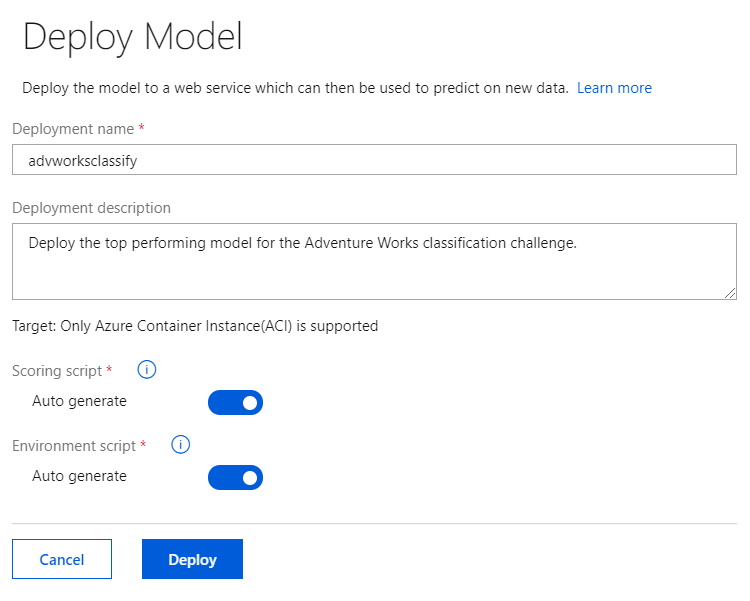 Deploy Model
Deploy the model to a web service which can then be used to predict on new data. Learn more
Deployment name *
advworksclassify
Deployment description
Deploy the top performing model for the Adventure Works classification challenge.
Target: Only Azure Container Instance(ACI) is supported
Scoring script * i
Auto generate
Environment script * i
Auto generate
Cancel Deploy